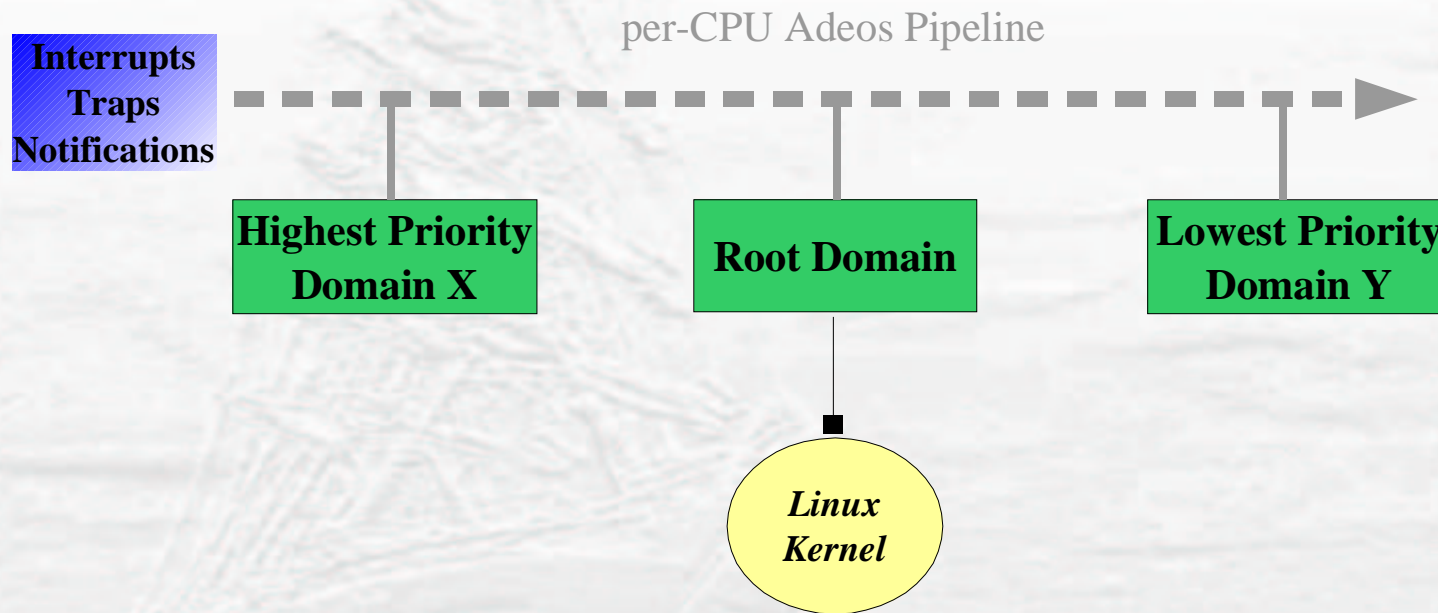 per-CPU Adeos Pipeline
Interrupts
Traps
Notifications
Highest Priority
Domain X
Root Domain
Lowest Priority
Domain Y
Linux
Kernel